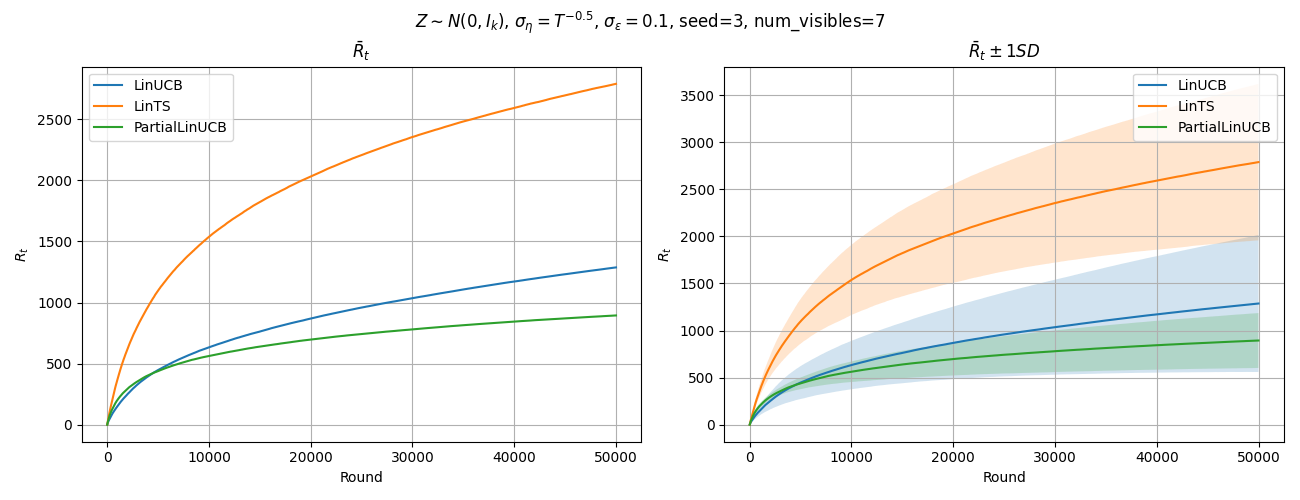 Z ∼ N(0, I_k), σ_η = T^{−0.5}, σ_ε = 0.1, seed=3, num_visibles=7
R̄_t
LinUCB
LinTS
PartialLinUCB
R_t
2500
2000
1500
1000
500
0
0 10000 20000 30000 40000 50000
Round
R̄_t ± 1SD
LinUCB
LinTS
PartialLinUCB
R_t
3500
3000
2500
2000
1500
1000
500
0
0 10000 20000 30000 40000 50000
Round